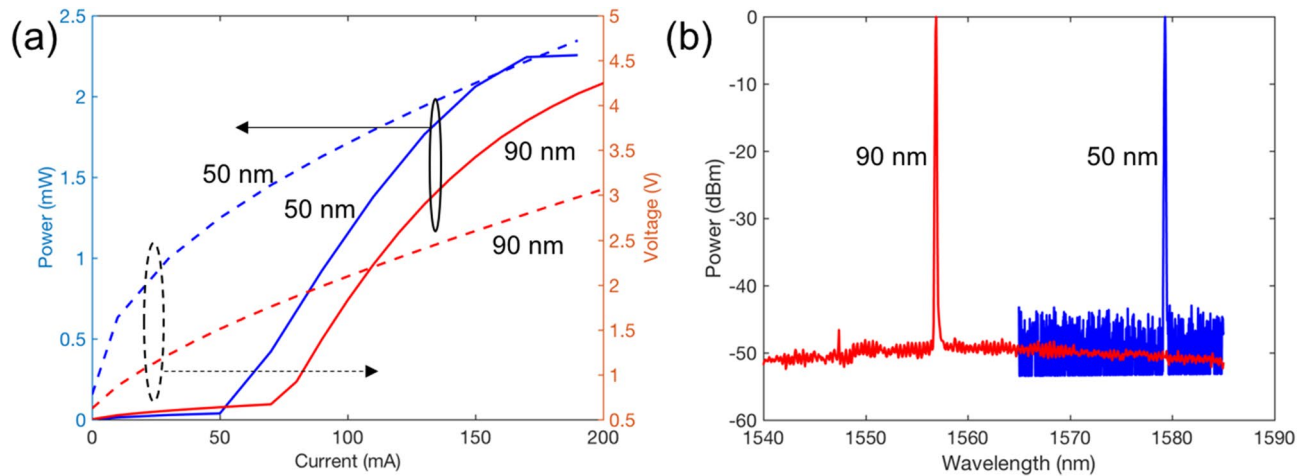 (a)
2.5
2
1.5
1
0.5
0
Power (mW)
5
4.5
4
3.5
3
2.5
2
1.5
1
0.5
Voltage (V)
50 nm
50 nm
90 nm
90 nm
0 50 100 150 200
Current (mA)
(b)
0
-10
-20
-30
-40
-50
-60
Power (dBm)
90 nm
50 nm
1540 1550 1560 1570 1580 1590
Wavelength (nm)